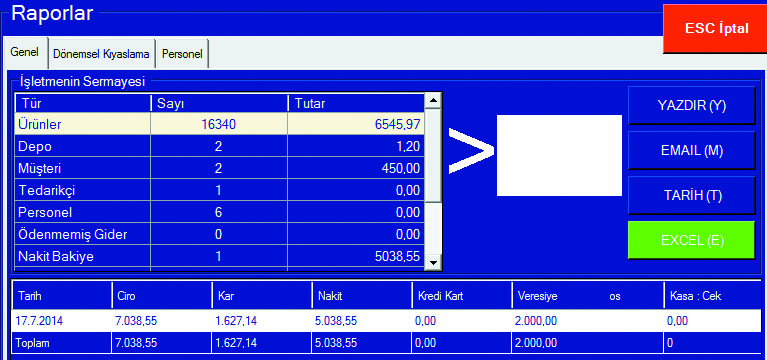 Raporlar
ESC İptal
Genel Dönemsel Kıyaslama Personel
İşletmenin Sermayesi
Tür Sayı Tutar
Ürünler 16340 6545,97
Depo 2 1,20
Müşteri 2 450,00
Tedarikçi 1 0,00
Personel 6 0,00
Ödenmemiş Gider 0 0,00
Nakit Bakiye 1 5038,55
>
YAZDIR (Y)
EMAIL (M)
TARİH (T)
EXCEL (E)
Tarih Ciro Kar Nakit Kredi Kart Veresiye os Kasa : Cek
17.7.2014 7.038,55 1.627,14 5.038,55 0,00 2.000,00 0,00
Toplam 7.038,55 1.627,14 5.038,55 0,00 2.000,00 0